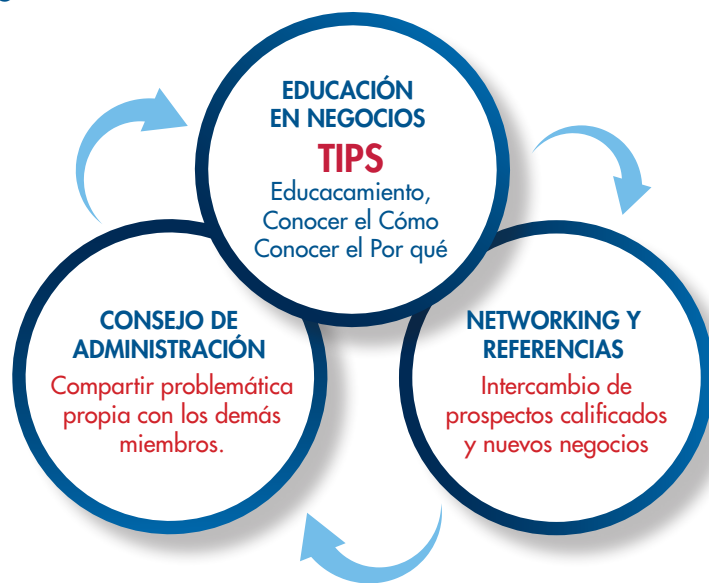 EDUCACIÓN
EN NEGOCIOS
TIPS
Educacamiento,
Conocer el Cómo
Conocer el Por qué
CONSEJO DE
ADMINISTRACIÓN
Compartir problemática
propia con los demás
miembros.
NETWORKING Y
REFERENCIAS
Intercambio de
prospectos calificados
y nuevos negocios